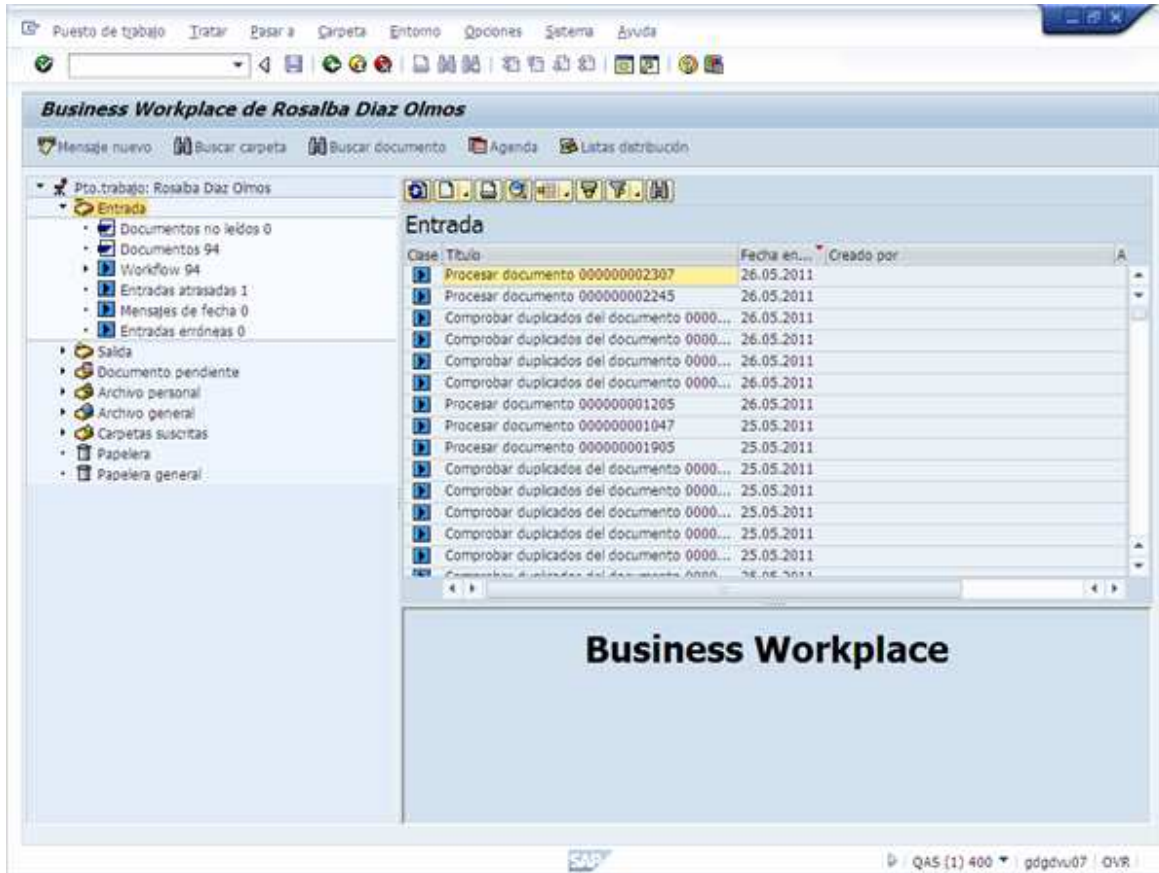 Puesto de trabajo Tratar Pasar a Carpeta Entorno Opciones Sistema Ayuda
Business Workplace de Rosalba Diaz Olmos
Mensaje nuevo Buscar carpeta Buscar documento Agenda Listas distribución
Pto.trabajo: Rosalba Diaz Olmos
Entrada
Documentos no leídos 0
Documentos 94
Workflow 94
Entradas atrasadas 1
Mensajes de fecha 0
Entradas erróneas 0
Salida
Documento pendiente
Archivo personal
Archivo general
Carpetas suscritas
Papelera
Papelera general
Entrada
Clase Título Fecha en... Creado por A
Procesar documento 000000002307 26.05.2011
Procesar documento 000000002245 26.05.2011
Comprobar duplicados del documento 0000... 26.05.2011
Comprobar duplicados del documento 0000... 26.05.2011
Comprobar duplicados del documento 0000... 26.05.2011
Comprobar duplicados del documento 0000... 26.05.2011
Procesar documento 000000001205 26.05.2011
Procesar documento 000000001047 25.05.2011
Procesar documento 000000001905 25.05.2011
Comprobar duplicados del documento 0000... 25.05.2011
Comprobar duplicados del documento 0000... 25.05.2011
Comprobar duplicados del documento 0000... 25.05.2011
Comprobar duplicados del documento 0000... 25.05.2011
Comprobar duplicados del documento 0000... 25.05.2011
Comprobar duplicados del documento 0000... 25.05.2011
Business Workplace
SAP QAS (1) 400 gdgdvu07 OVR